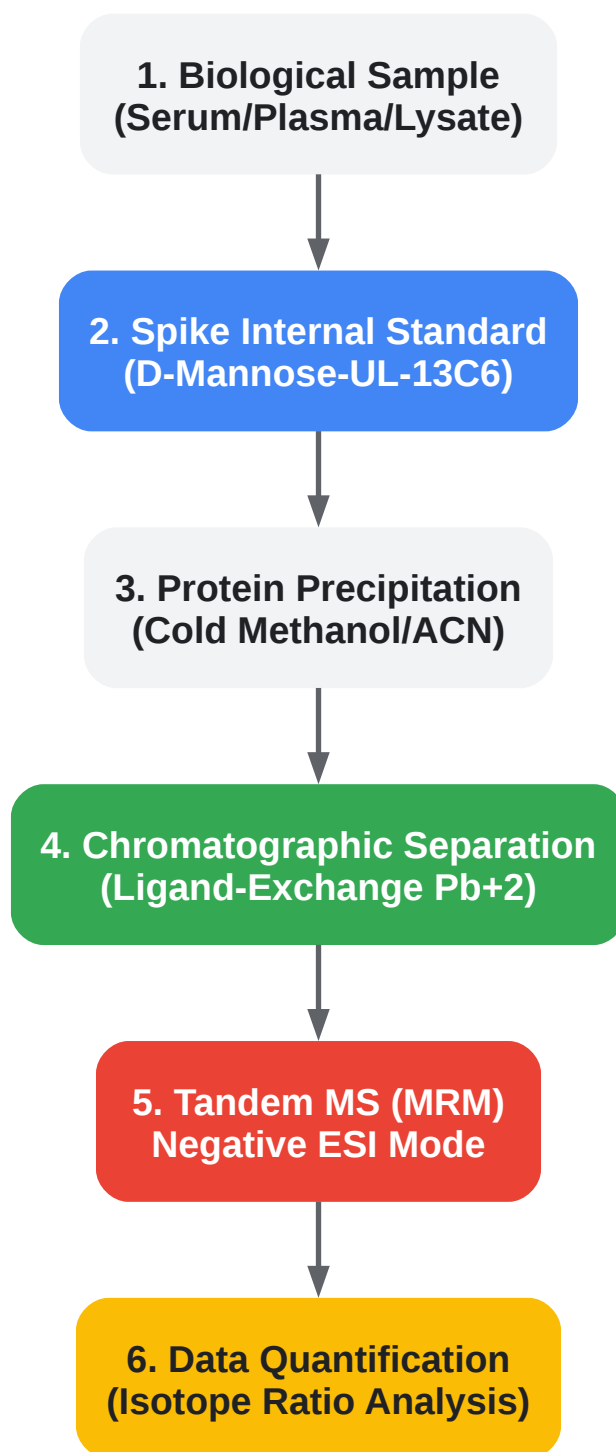 1. Biological Sample
(Serum/Plasma/Lysate)
2. Spike Internal Standard
(D-Mannose-UL-13C6)
3. Protein Precipitation
(Cold Methanol/ACN)
4. Chromatographic Separation
(Ligand-Exchange Pb+2)
5. Tandem MS (MRM)
Negative ESI Mode
6. Data Quantification
(Isotope Ratio Analysis)